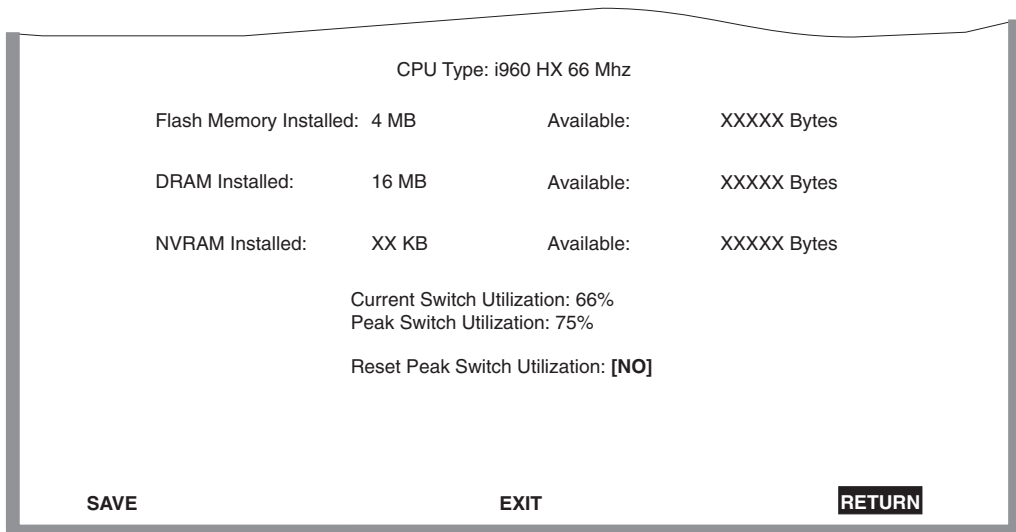 CPU Type: i960 HX 66 Mhz
Flash Memory Installed: 4 MB Available: XXXXX Bytes
DRAM Installed: 16 MB Available: XXXXX Bytes
NVRAM Installed: XX KB Available: XXXXX Bytes
Current Switch Utilization: 66%
Peak Switch Utilization: 75%
Reset Peak Switch Utilization: [NO]
SAVE EXIT RETURN